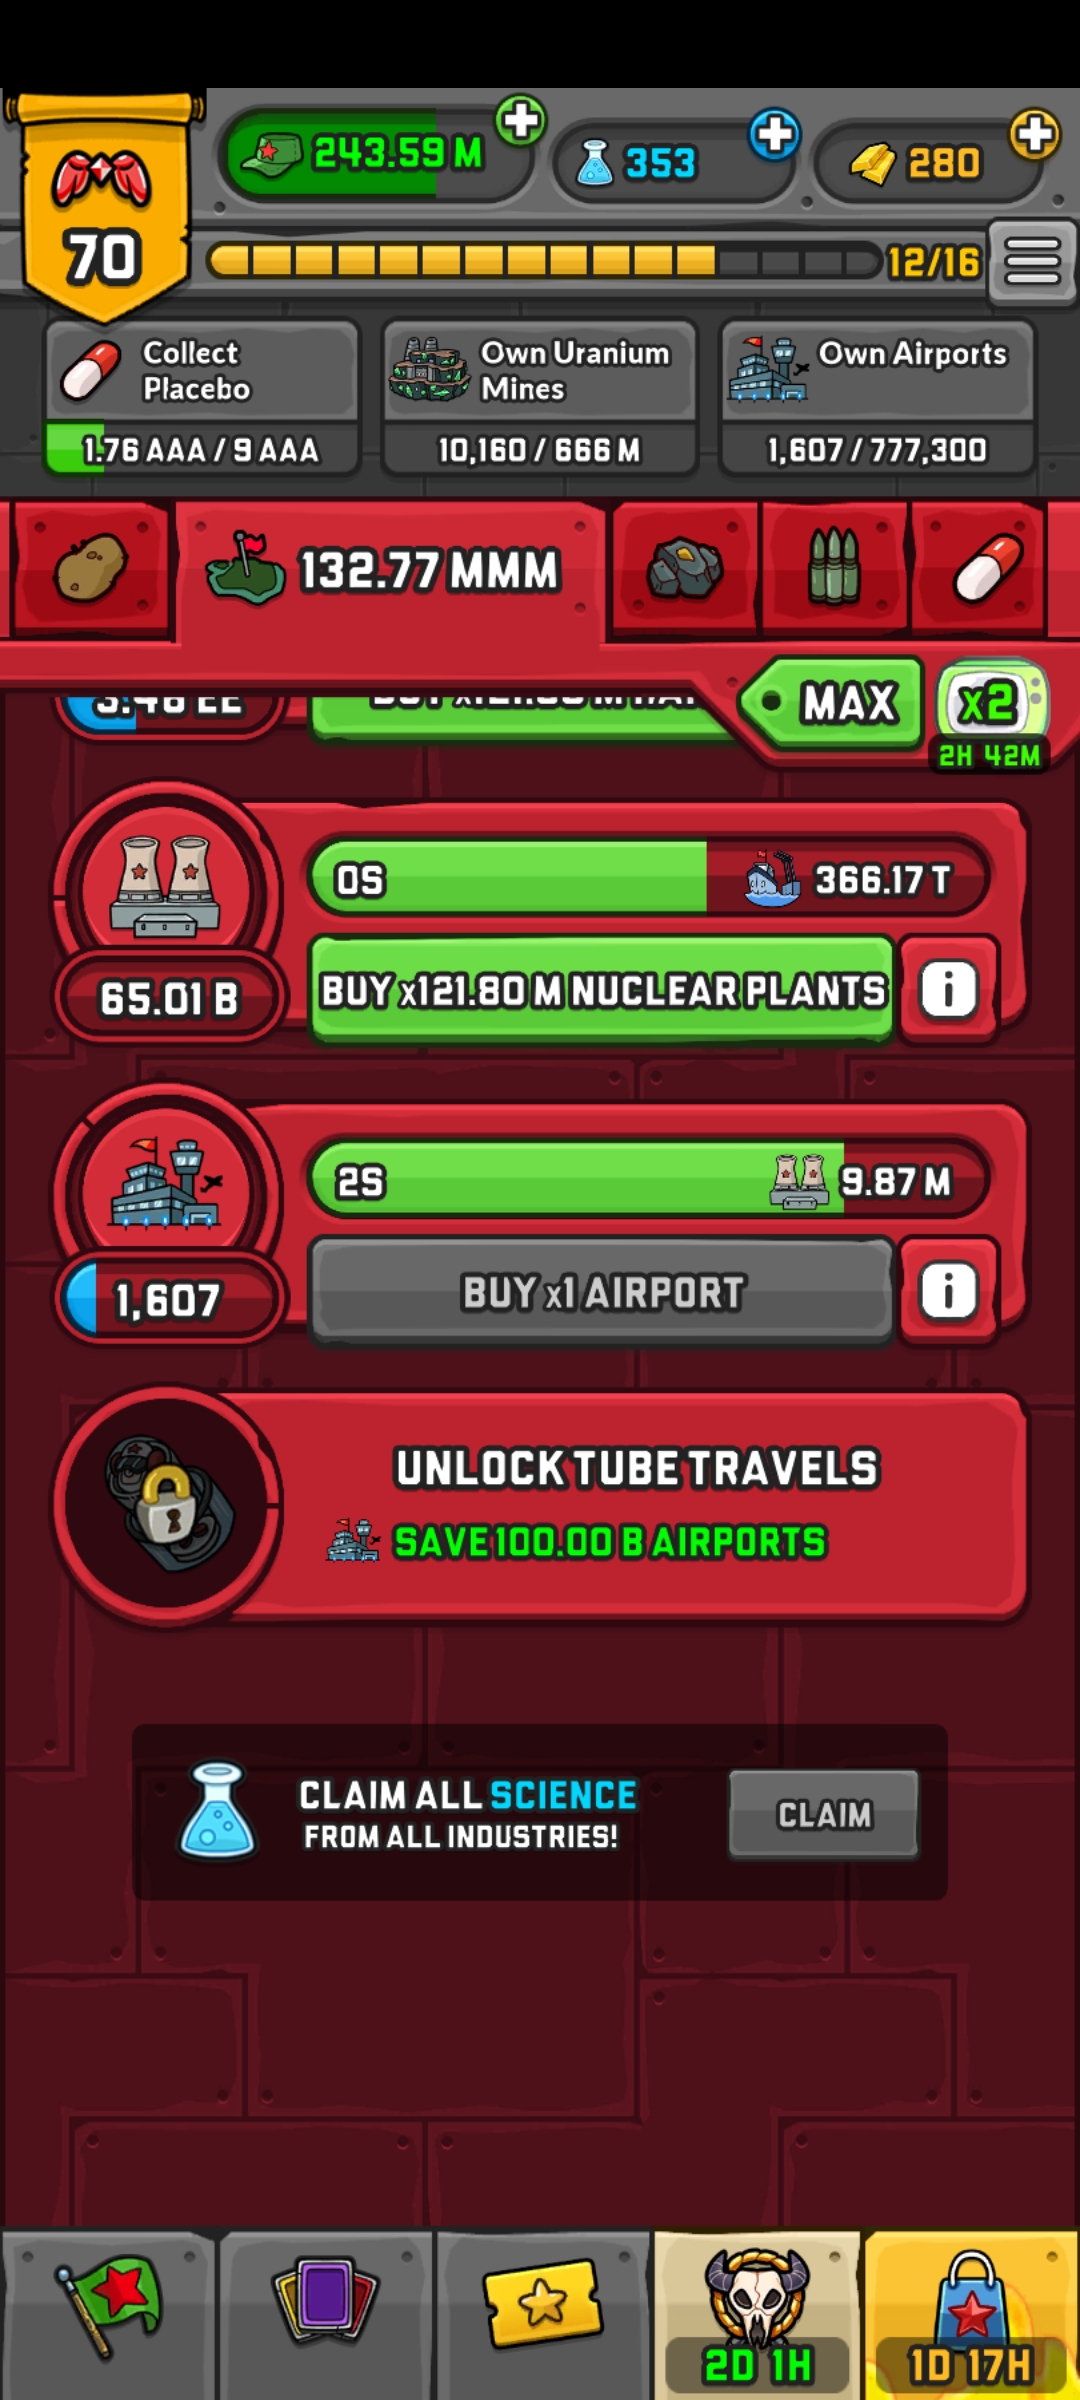 243.59 M
353
280
70
12/16
Collect
Placebo
Own Uranium
Mines
Own Airports
1.76 AAA / 9 AAA
10,160 / 666 M
1,607 / 777,300
132.77 MMM
MAX
x2
2H 42M
0S
366.17 T
65.01 B
BUY x121.80 M NUCLEAR PLANTS
2S
9.87 M
1,607
BUY x1 AIRPORT
UNLOCK TUBE TRAVELS
SAVE 100.00 B AIRPORTS
CLAIM ALL SCIENCE
FROM ALL INDUSTRIES!
CLAIM
2D 1H
1D 17H